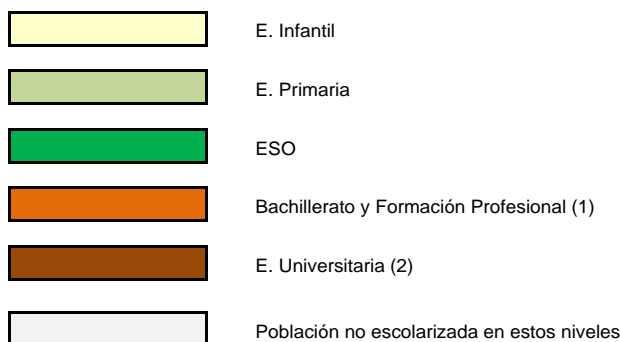 E. Infantil
E. Primaria
ESO
Bachillerato y Formación Profesional (1)
E. Universitaria (2)
Población no escolarizada en estos niveles